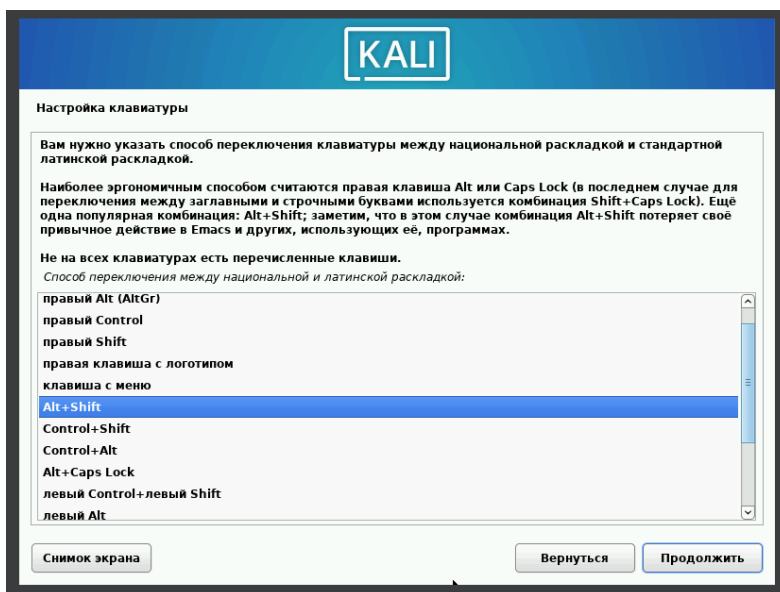 KALI
Настройка клавиатуры
Вам нужно указать способ переключения клавиатуры между национальной раскладкой и стандартной
латинской раскладкой.
Наиболее эргономичным способом считаются правая клавиша Alt или Caps Lock (в последнем случае для
переключения между заглавными и строчными буквами используется комбинация Shift+Caps Lock). Ещё
одна популярная комбинация: Alt+Shift; заметим, что в этом случае комбинация Alt+Shift потеряет своё
привычное действие в Emacs и других, использующих её, программах.
Не на всех клавиатурах есть перечисленные клавиши.
Способ переключения между национальной и латинской раскладкой:
правый Alt (AltGr)
правый Control
правый Shift
правая клавиша с логотипом
клавиша с меню
Alt+Shift
Control+Shift
Control+Alt
Alt+Caps Lock
левый Control+левый Shift
левый Alt
Снимок экрана
Вернуться
Продолжить